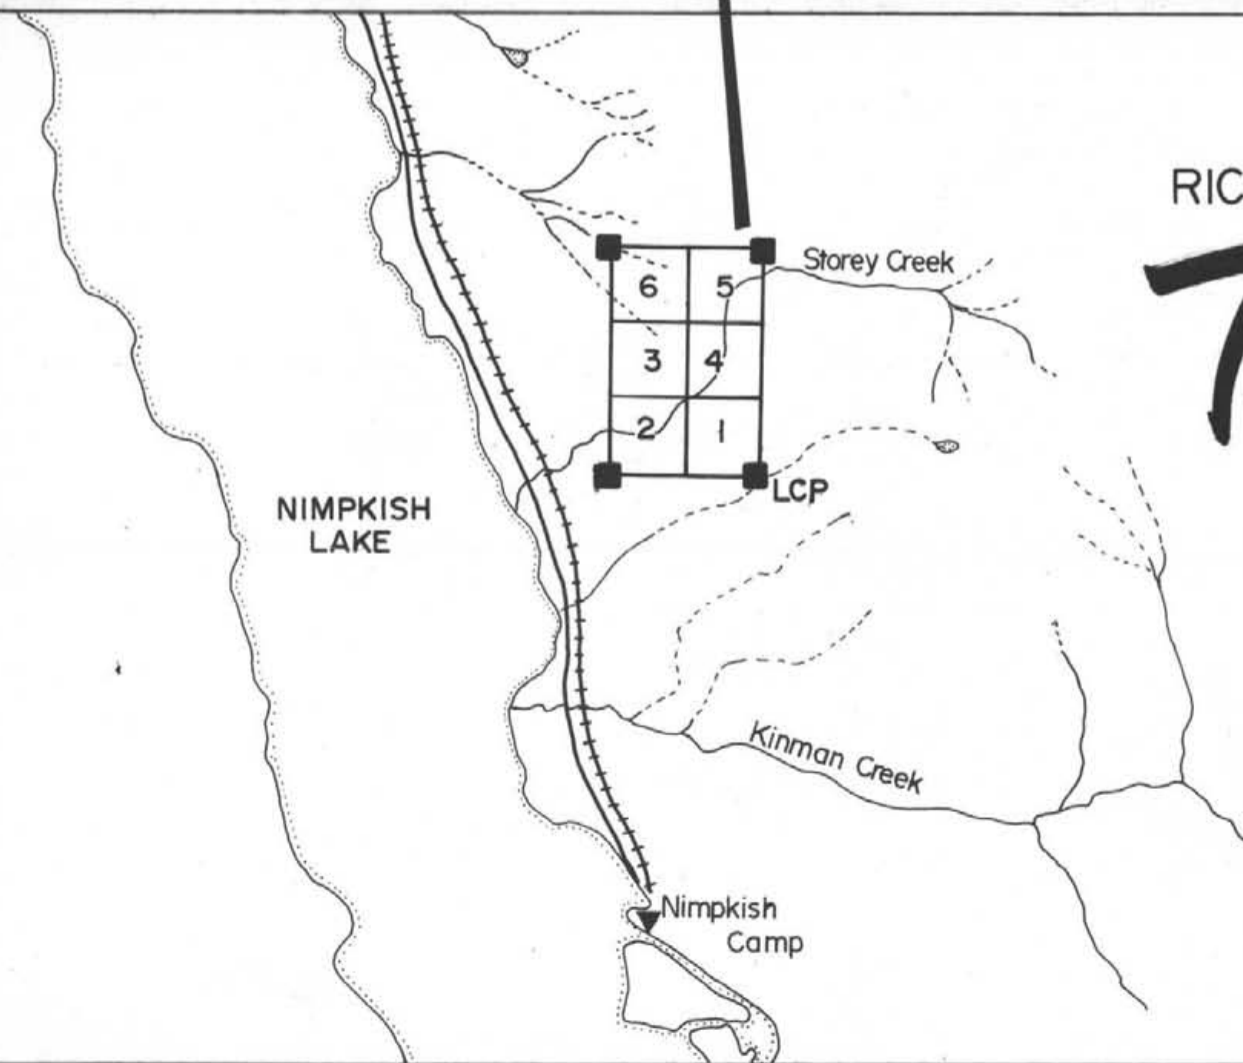 RIC
Storey Creek
6 5
3 4
2 1
LCP
NIMPKISH
LAKE
Kinman Creek
Nimpkish
Camp